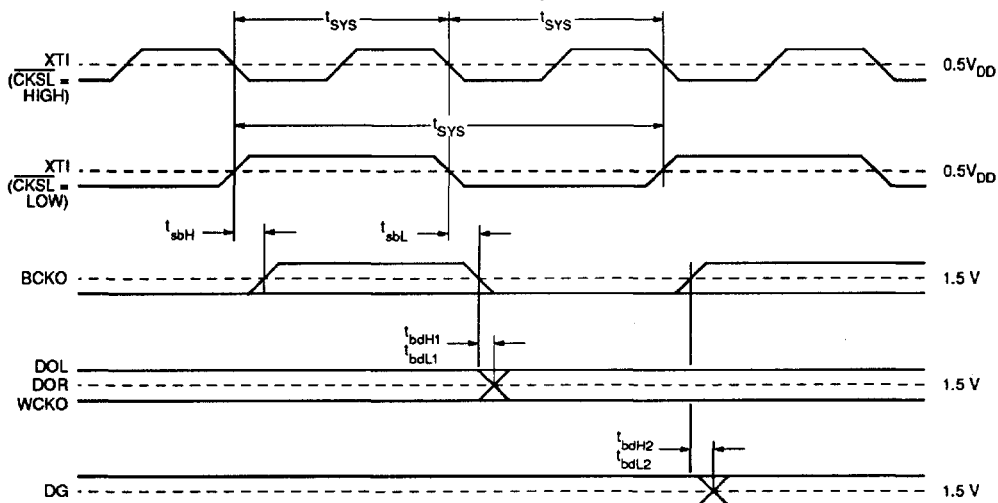 tSYS tSYS
XTI
(CKSL =
HIGH)
0.5VDD
tSYS
XTI
(CKSL =
LOW)
0.5VDD
tsbH
tsbL
BCKO
1.5 V
tbdH1
tbdL1
DOL
DOR
WCKO
1.5 V
tbdH2
tbdL2
DG
1.5 V